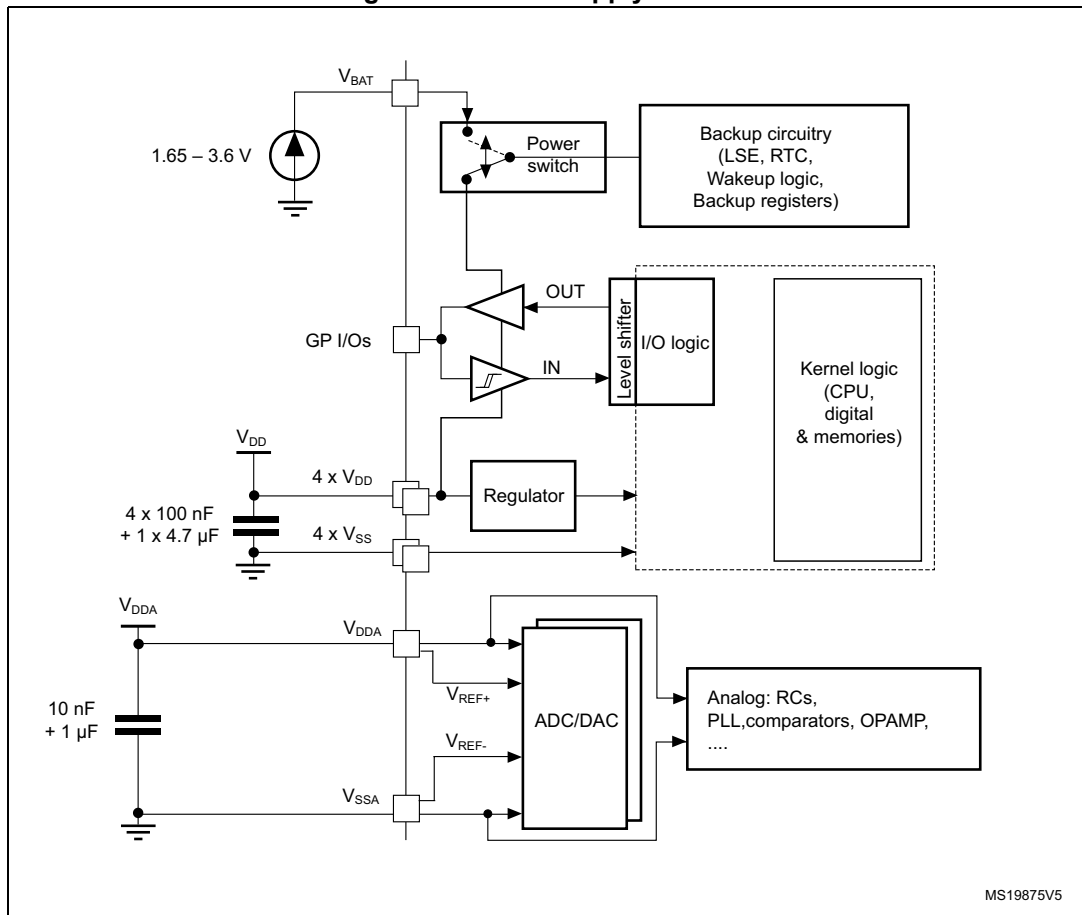 VBAT
1.65 – 3.6 V
Power
switch
Backup circuitry
(LSE, RTC,
Wakeup logic,
Backup registers)
OUT
GP I/Os
IN
Level shifter
I/O logic
Kernel logic
(CPU,
digital
& memories)
VDD
4 x VDD
Regulator
4 x 100 nF
+ 1 x 4.7 µF
4 x VSS
VDDA
VDDA
VREF+
10 nF
+ 1 µF
ADC/DAC
Analog: RCs,
PLL,comparators, OPAMP,
....
VREF-
VSSA
MS19875V5